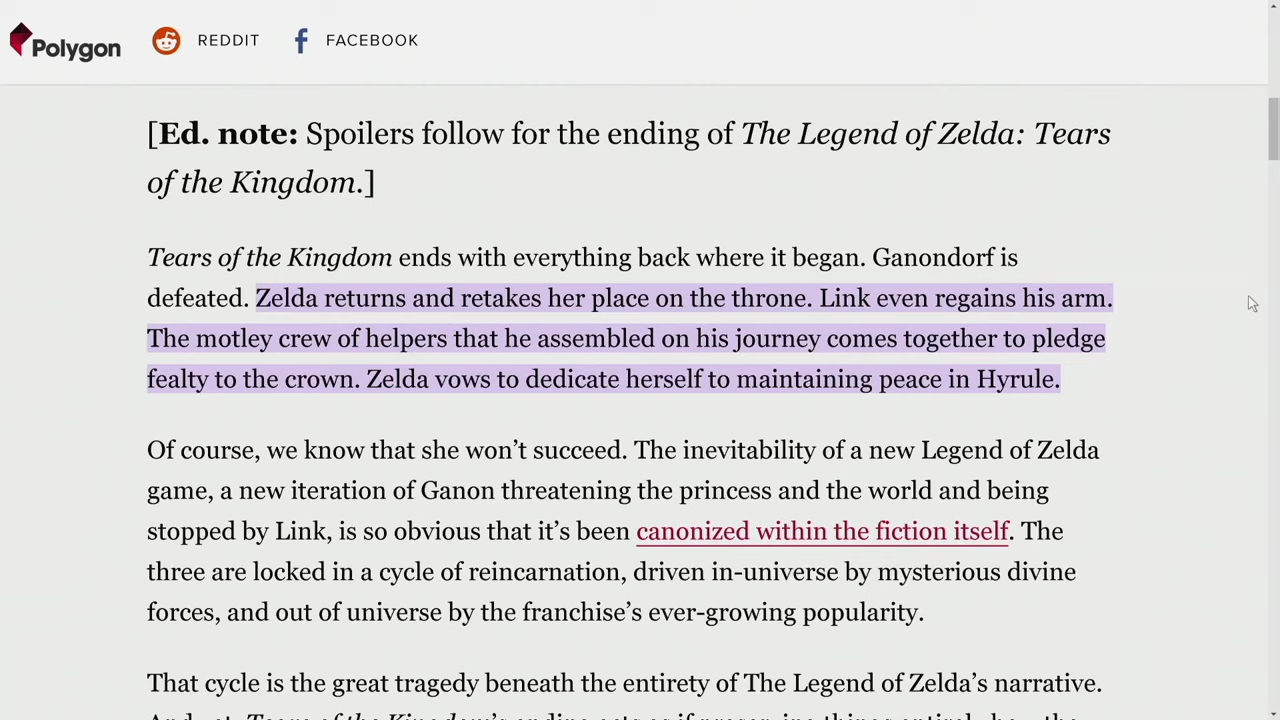 Polygon REDDIT FACEBOOK
[Ed. note: Spoilers follow for the ending of The Legend of Zelda: Tears
of the Kingdom.]
Tears of the Kingdom ends with everything back where it began. Ganondorf is
defeated. Zelda returns and retakes her place on the throne. Link even regains his arm.
The motley crew of helpers that he assembled on his journey comes together to pledge
fealty to the crown. Zelda vows to dedicate herself to maintaining peace in Hyrule.
Of course, we know that she won’t succeed. The inevitability of a new Legend of Zelda
game, a new iteration of Ganon threatening the princess and the world and being
stopped by Link, is so obvious that it’s been canonized within the fiction itself. The
three are locked in a cycle of reincarnation, driven in-universe by mysterious divine
forces, and out of universe by the franchise’s ever-growing popularity.
That cycle is the great tragedy beneath the entirety of The Legend of Zelda’s narrative.